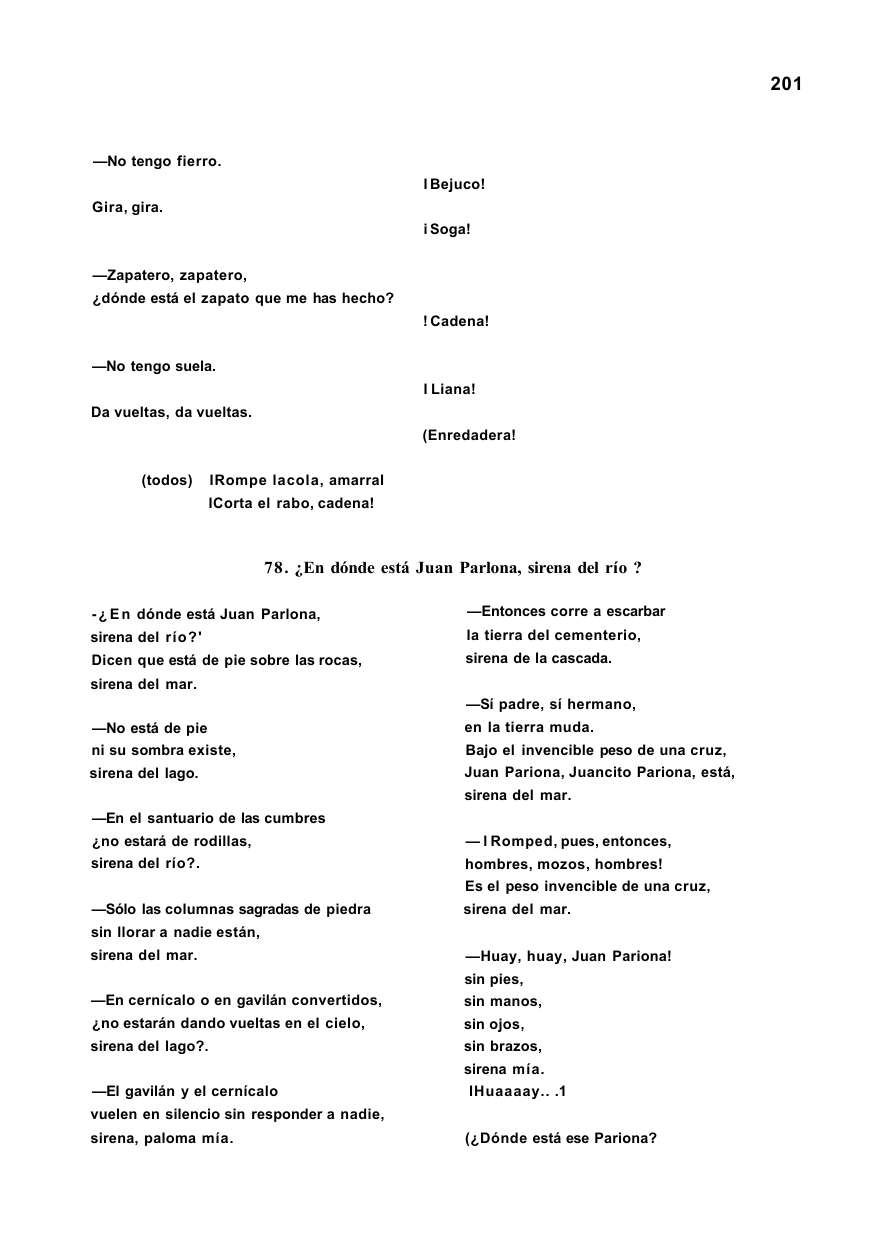 201
—No tengo fierro.
I Bejuco!
Gira, gira.
i Soga!
—Zapatero, zapatero,
¿dónde está el zapato que me has hecho?
! Cadena!
—No tengo suela.
I Liana!
Da vueltas, da vueltas.
(Enredadera!
(todos) IRompe lacola, amarral
ICorta el rabo, cadena!
78. ¿En dónde está Juan Parlona, sirena del río ?
-¿En dónde está Juan Parlona,
sirena del río?'
Dicen que está de pie sobre las rocas,
sirena del mar.
—No está de pie
ni su sombra existe,
sirena del lago.
—En el santuario de las cumbres
¿no estará de rodillas,
sirena del río?.
—Sólo las columnas sagradas de piedra
sin llorar a nadie están,
sirena del mar.
—En cernícalo o en gavilán convertidos,
¿no estarán dando vueltas en el cielo,
sirena del lago?.
—El gavilán y el cernícalo
vuelen en silencio sin responder a nadie,
sirena, paloma mía.
—Entonces corre a escarbar
la tierra del cementerio,
sirena de la cascada.
—Sí padre, sí hermano,
en la tierra muda.
Bajo el invencible peso de una cruz,
Juan Pariona, Juancito Pariona, está,
sirena del mar.
— I Romped, pues, entonces,
hombres, mozos, hombres!
Es el peso invencible de una cruz,
sirena del mar.
—Huay, huay, Juan Pariona!
sin pies,
sin manos,
sin ojos,
sin brazos,
sirena mía.
IHuaaaay.. .1
(¿Dónde está ese Pariona?